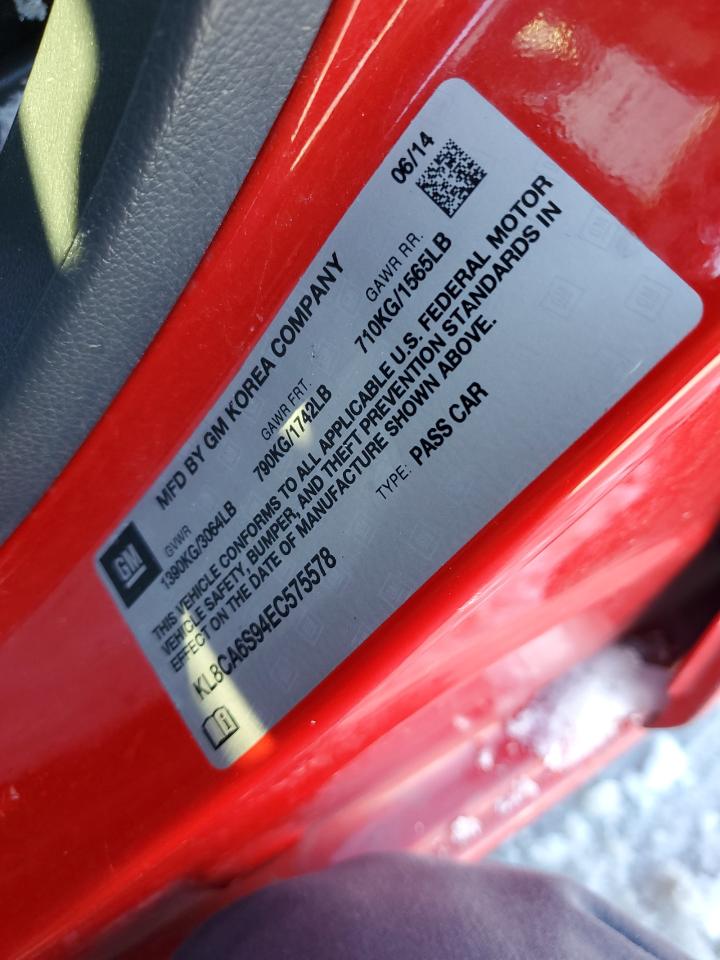 MFD BY GM KOREA COMPANY 06/14
GM
GVWR GAWR FRT. GAWR RR.
1390KG/3064LB 790KG/1742LB 710KG/1565LB
THIS VEHICLE CONFORMS TO ALL APPLICABLE U.S. FEDERAL MOTOR
VEHICLE SAFETY, BUMPER, AND THEFT PREVENTION STANDARDS IN
EFFECT ON THE DATE OF MANUFACTURE SHOWN ABOVE.
KL8CA6S94EC575578 TYPE: PASS CAR